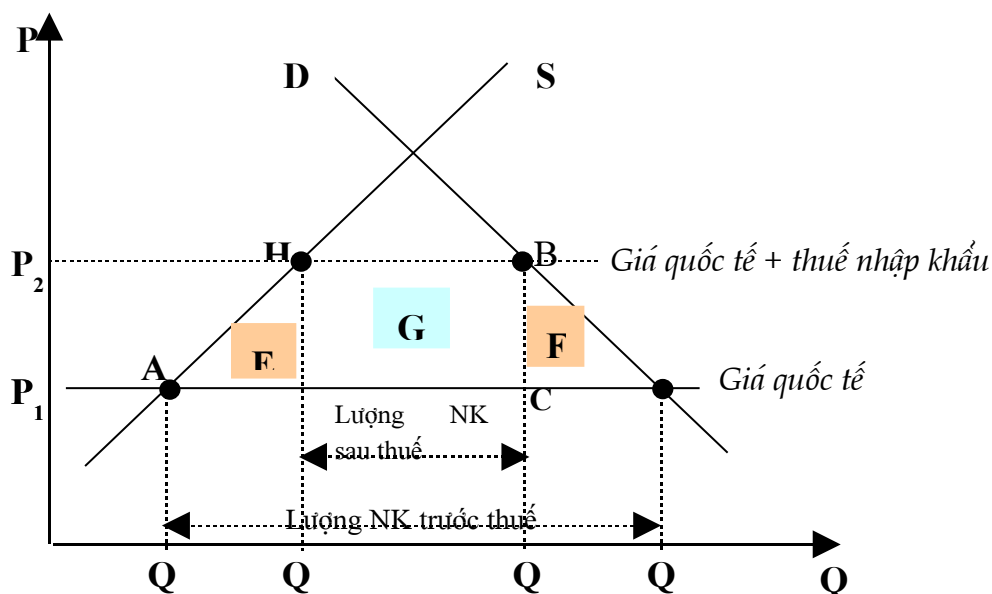 P
D
S
H
B
P
2
Giá quốc tế + thuế nhập khẩu
G
E
F
A
P
1
C
Giá quốc tế
Lượng NK
sau thuế
Lượng NK trước thuế
Q
Q
Q
Q
Q